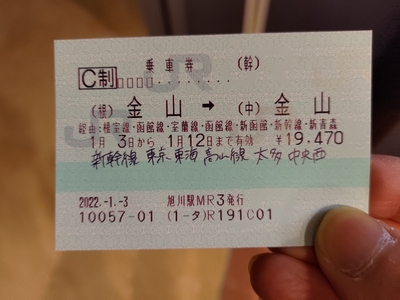 乗車券 (幹)
C制
(根) 金山 → (中) 金山
経由:根室線・函館線・室蘭線・函館線・新函館・新幹線・新青森
1月 3日から 1月12日まで有効 ¥19,470
新幹線 東京 東海 高山線 太多 中央西
2022.-1.-3 旭川駅MR3発行
10057-01 (1-タ) R191C01